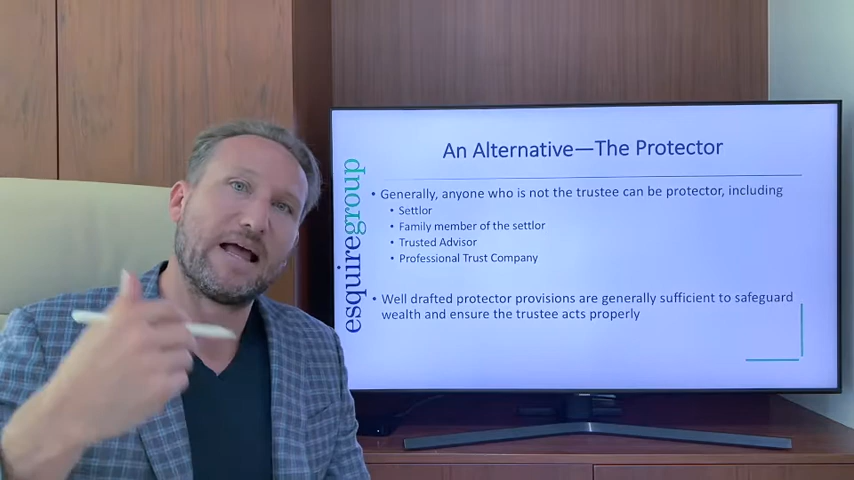 An Alternative—The Protector
esquiregroup
• Generally, anyone who is not the trustee can be protector, including
• Settlor
• Family member of the settlor
• Trusted Advisor
• Professional Trust Company
• Well drafted protector provisions are generally sufficient to safeguard
wealth and ensure the trustee acts properly